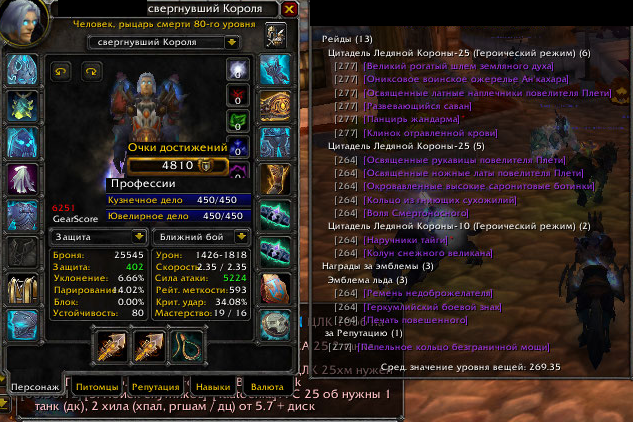 свергнувший Короля
Человек, рыцарь смерти 80-го уровня
свергнувший Короля
Очки достижений
4810
Профессии
Кузнечное дело 450/450
Ювелирное дело 450/450
6251
GearScore
Защита
Ближний бой
Броня: 25545
Защита: 402
Уклонение: 6.66%
Парирование: 14.02%
Блок: 0.00%
Устойчивость: 80
Урон: 1426-1818
Скорость: 2.35 / 2.35
Сила атаки: 5224
Рейт. меткости: 593
Крит. удар: 34.08%
Мастерство: 19 / 16
Персонаж Питомцы Репутация Навыки Валюта
Рейды (13)
Цитадель Ледяной Короны-25 (Героический режим) (6)
[277] [Великий рогатый шлем земляного духа]
[277] [Ониксовое воинское ожерелье Ан'кахара]
[277] [Освященные латные наплечники повелителя Плети]
[277] [Развевающийся саван]
[277] [Панцирь жандарма]
[277] [Клинок отравленной крови]
Цитадель Ледяной Короны-25 (5)
[264] [Освященные рукавицы повелителя Плети]
[264] [Освященные ножные латы повелителя Плети]
[264] [Окровавленные высокие саронитовые ботинки]
[264] [Кольцо из гниющих сухожилий]
[264] [Воля Смертоносного]
Цитадель Ледяной Короны-10 (Героический режим) (2)
[264] [Наручники тайги]
[264] [Колун снежного великана]
Награды за эмблемы (3)
Эмблема льда (3)
[264] [Ремень недоброжелателя]
[264] [Геркумлийский боевой знак]
[264] [Печать повешенного]
за Репутацию (1)
[277] [Пепельное кольцо безграничной мощи]
Сред. значение уровня вещей: 269.35
С 25 об нужны 1
танк (дк), 2 хила (хпал, ргшам / дц) от 5.7 + диск